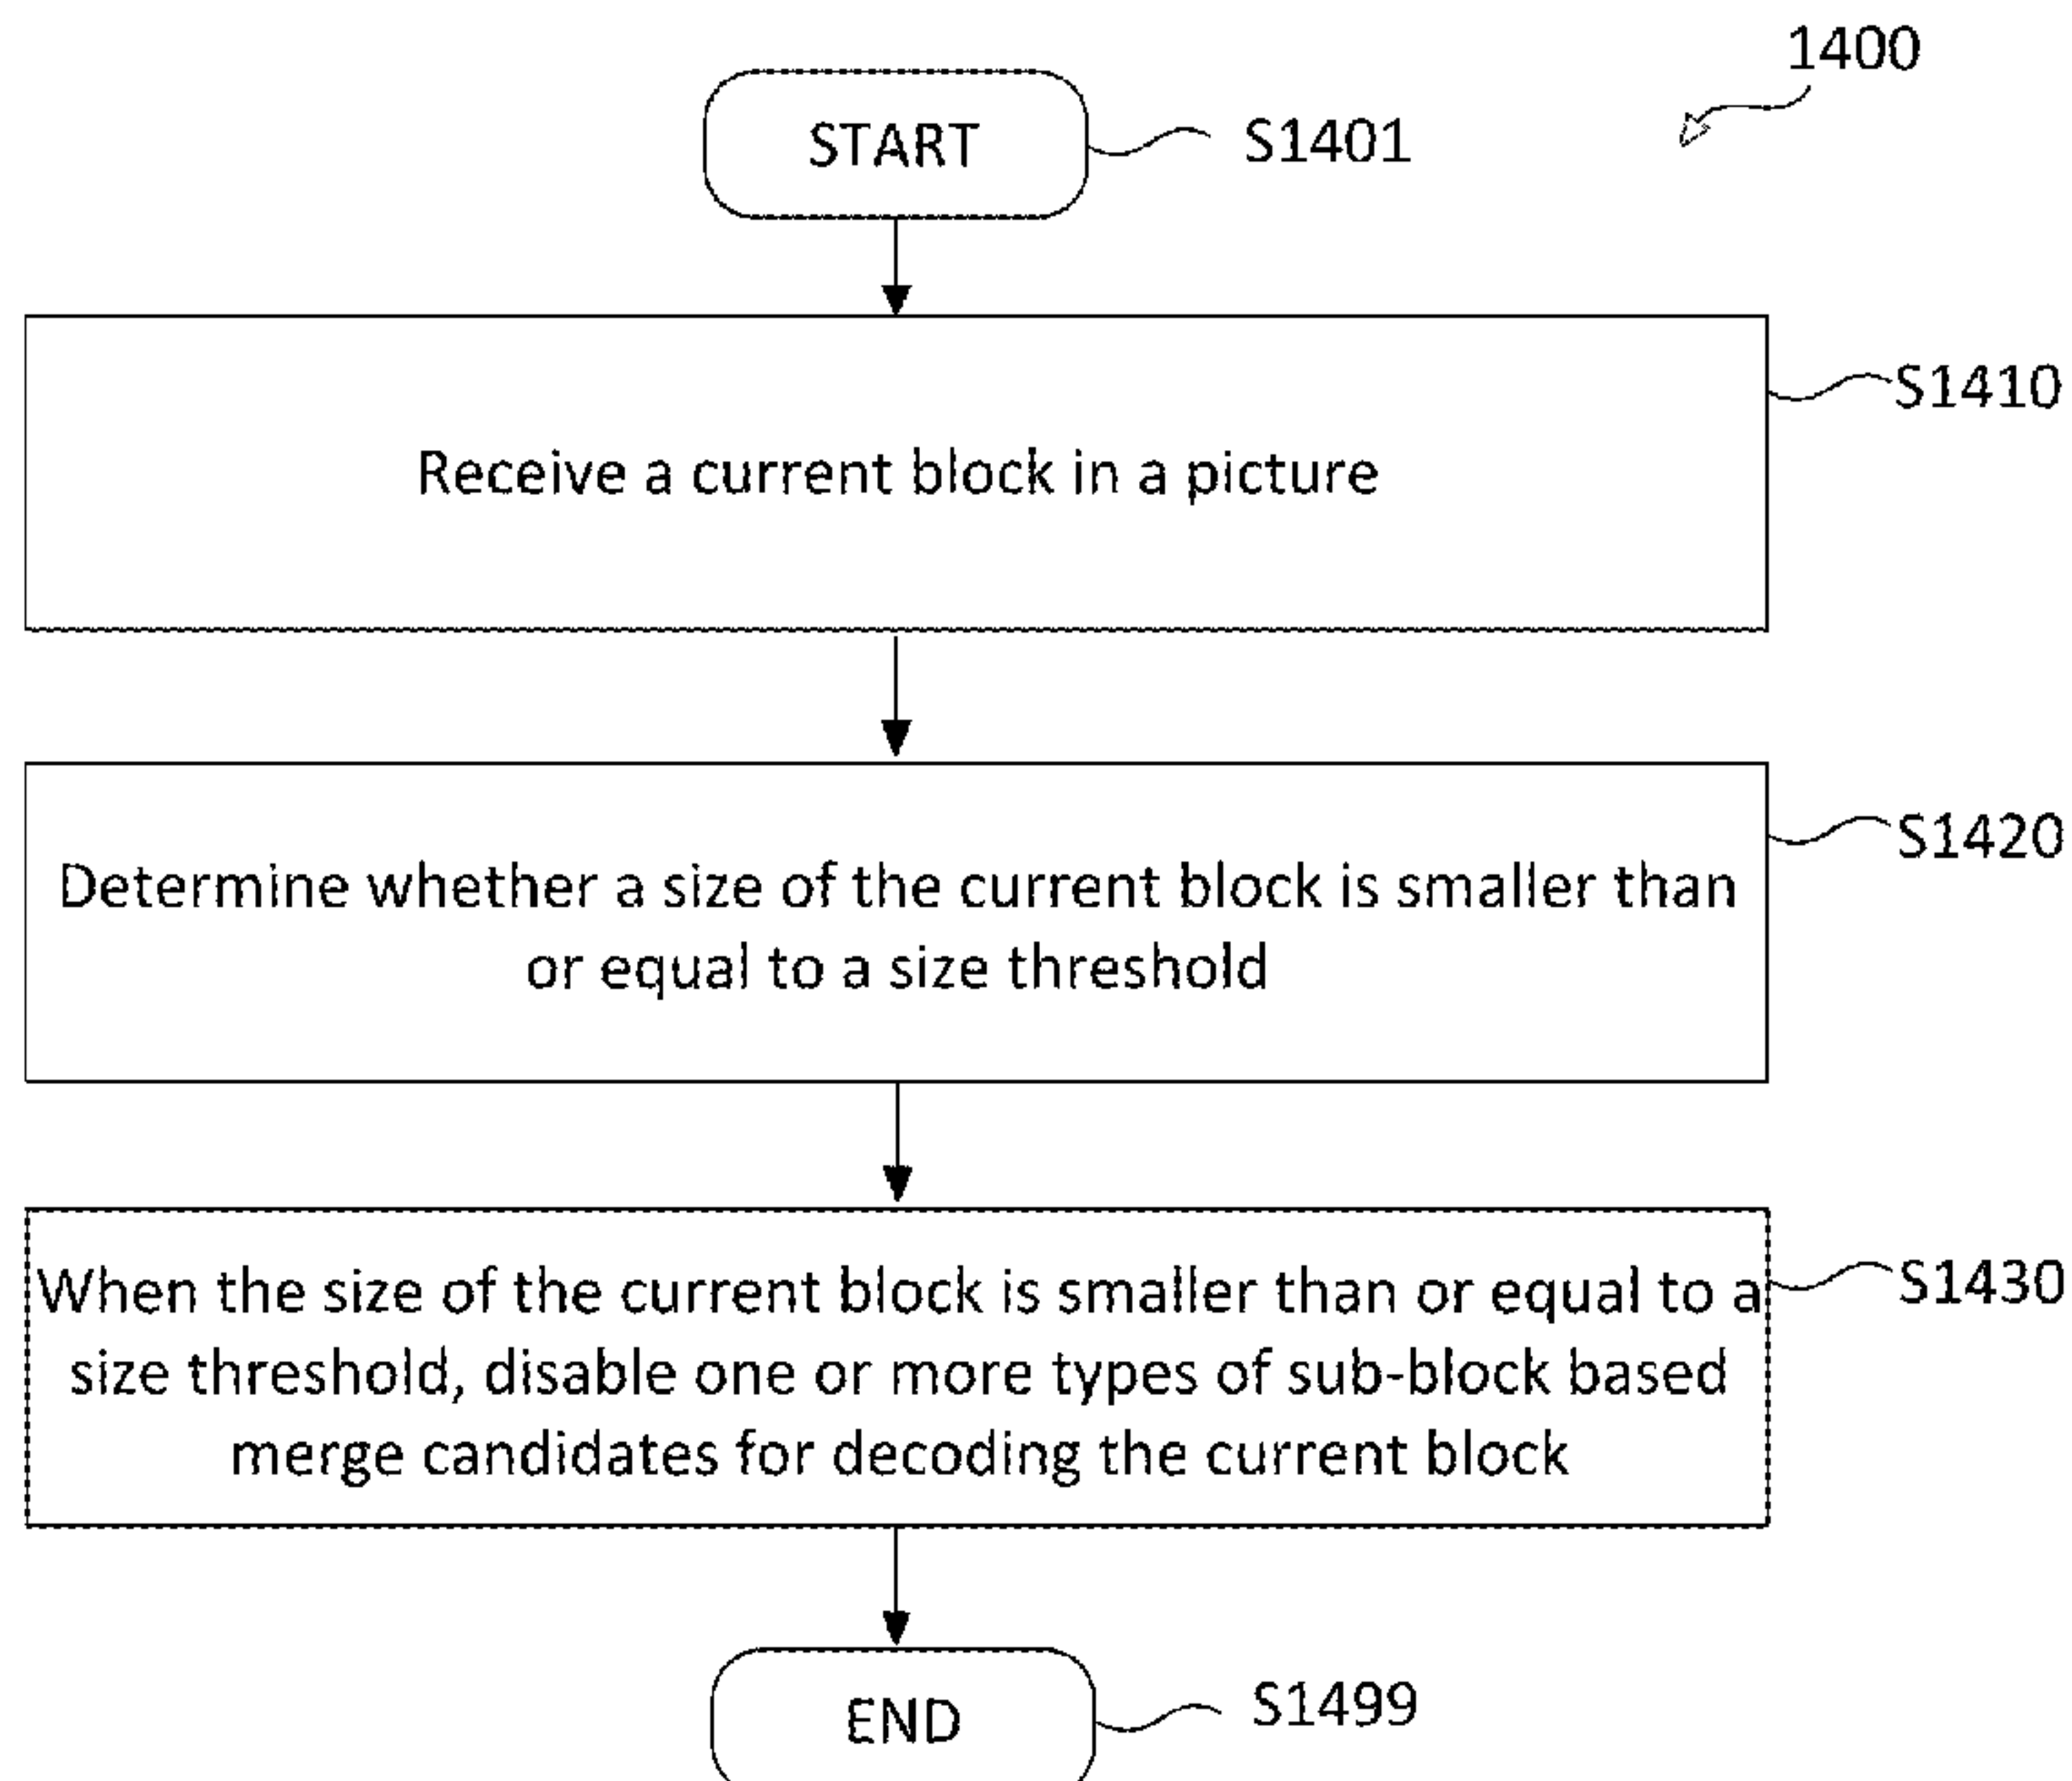 1400
START
S1401
Receive a current block in a picture
S1410
Determine whether a size of the current block is smaller than
or equal to a size threshold
S1420
When the size of the current block is smaller than or equal to a
size threshold, disable one or more types of sub-block based
merge candidates for decoding the current block
S1430
END
S1499